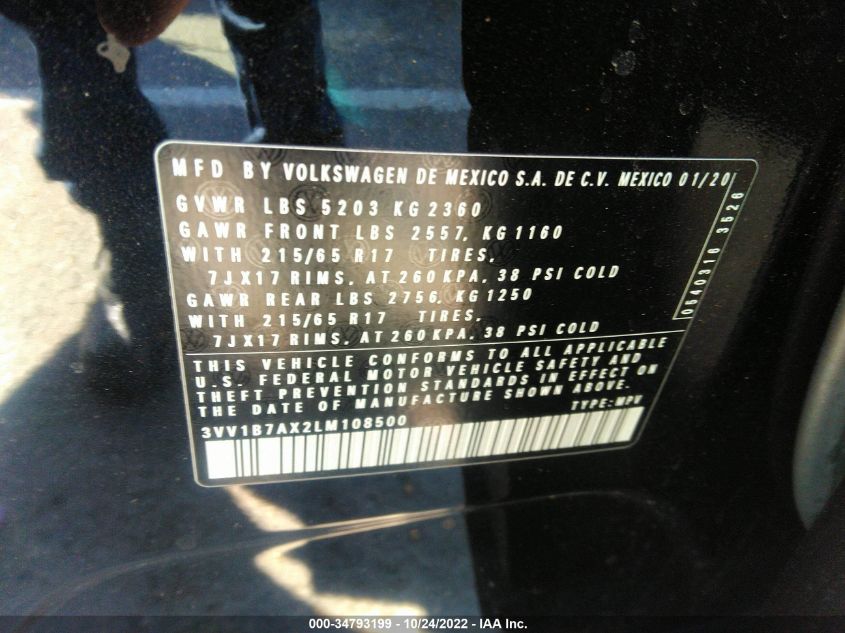 MFD BY VOLKSWAGEN DE MEXICO S.A. DE C.V. MEXICO 01/20
GVWR LBS 5203 KG 2360
GAWR FRONT LBS 2557, KG 1160
WITH 215/65 R17 TIRES,
7JX17 RIMS, AT 260 KPA, 38 PSI COLD
GAWR REAR LBS 2756, KG 1250
WITH 215/65 R17 TIRES,
7JX17 RIMS, AT 260 KPA, 38 PSI COLD
0540316 3526
THIS VEHICLE CONFORMS TO ALL APPLICABLE
U.S. FEDERAL MOTOR VEHICLE SAFETY AND
THEFT PREVENTION STANDARDS IN EFFECT ON
THE DATE OF MANUFACTURE SHOWN ABOVE.
3VV1B7AX2LM108500 TYPE: MPV
000-34793199 - 10/24/2022 - IAA Inc.